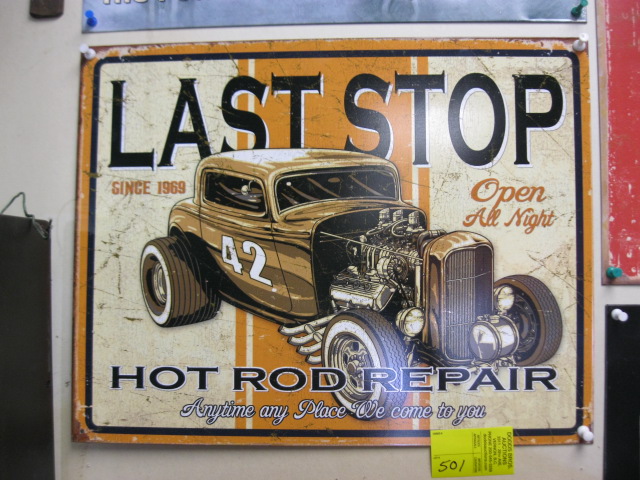 LAST STOP
SINCE 1969
Open
All Night
42
HOT ROD REPAIR
Anytime any Place We come to you
501